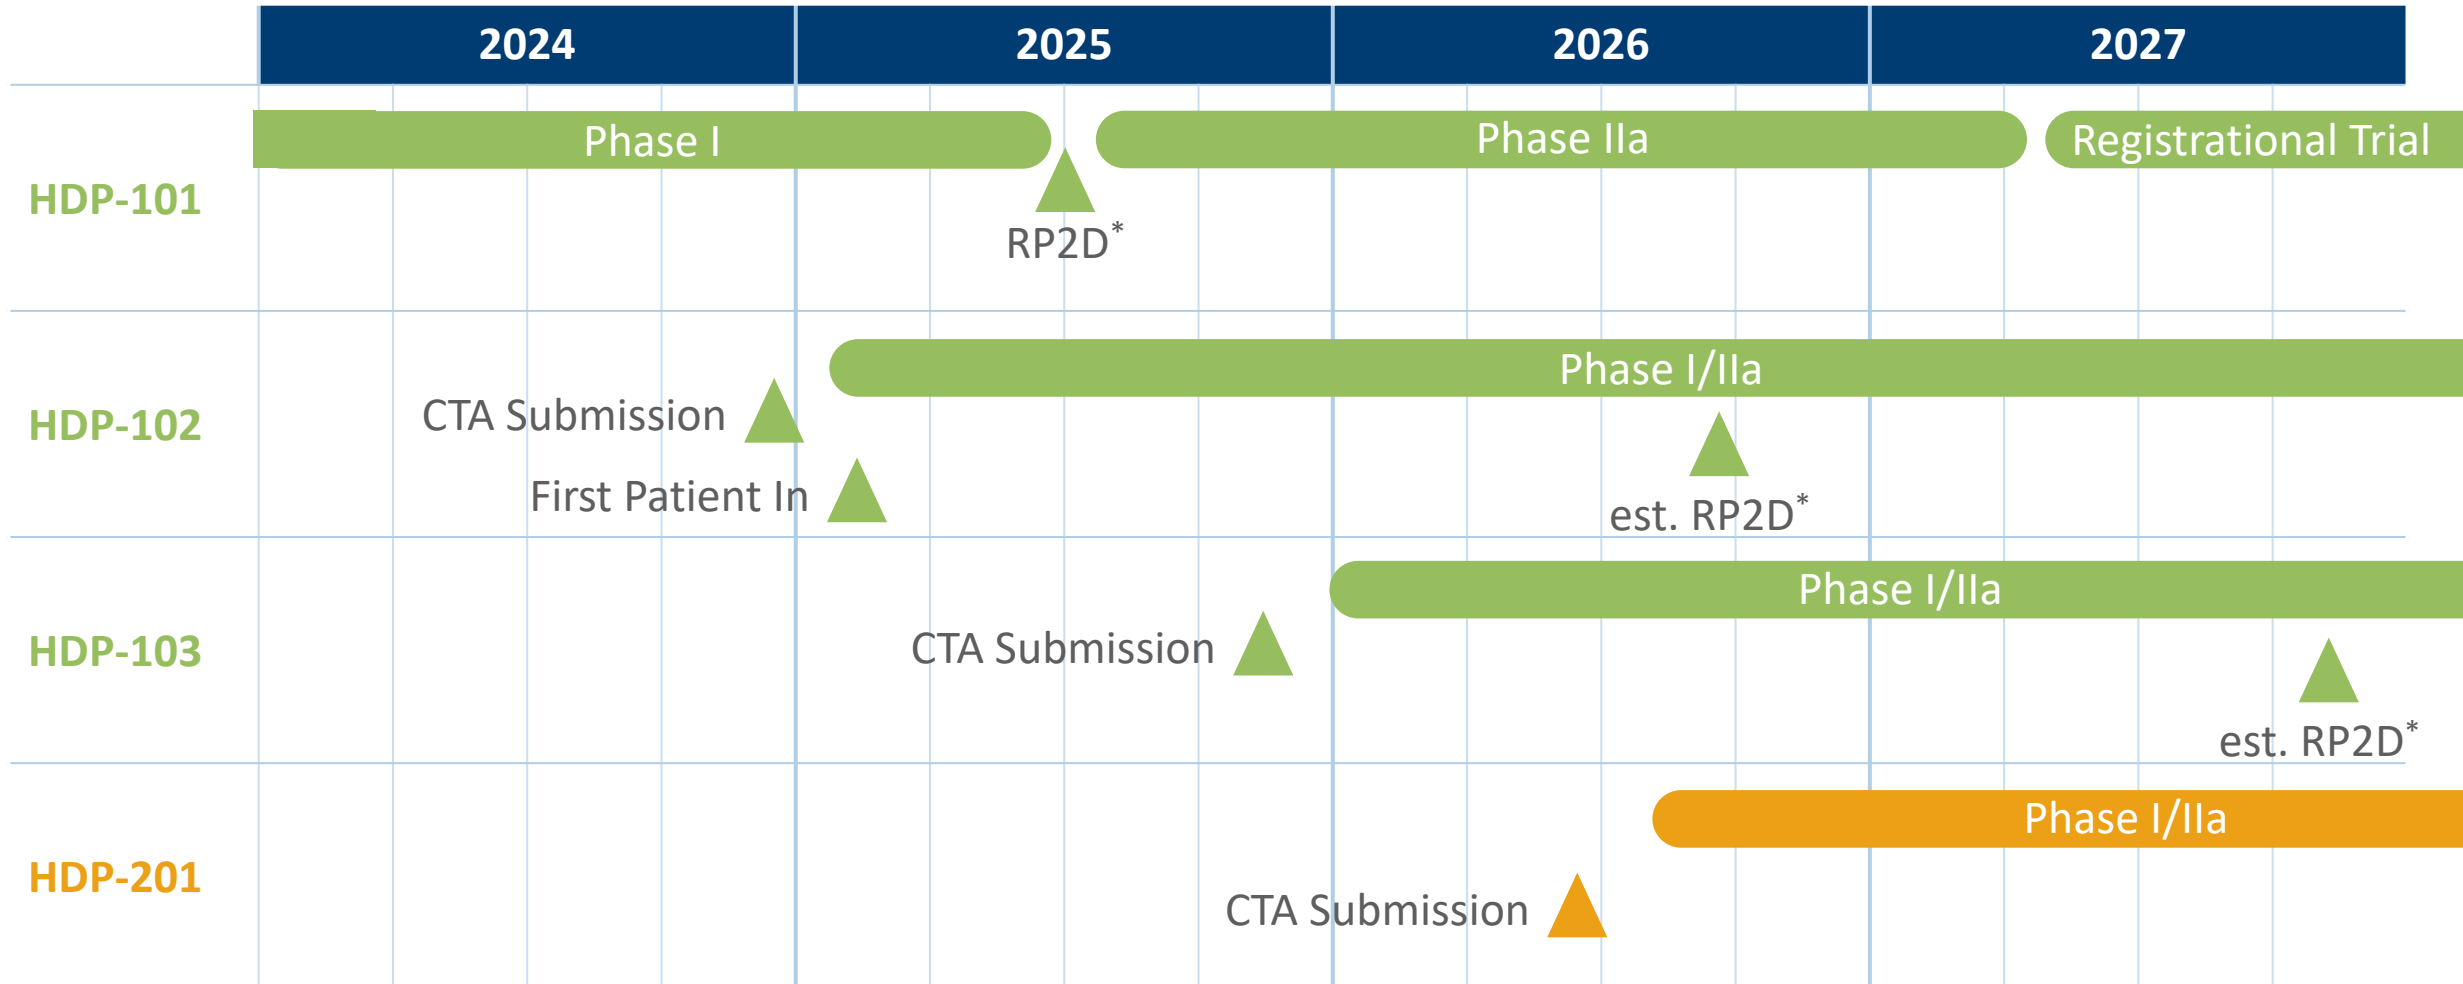 2024 2025 2026 2027
Phase I Phase IIa Registrational Trial
HDP-101
RP2D*
Phase I/IIa
CTA Submission
HDP-102
First Patient In
est. RP2D*
Phase I/IIa
CTA Submission
HDP-103
est. RP2D*
Phase I/IIa
HDP-201
CTA Submission